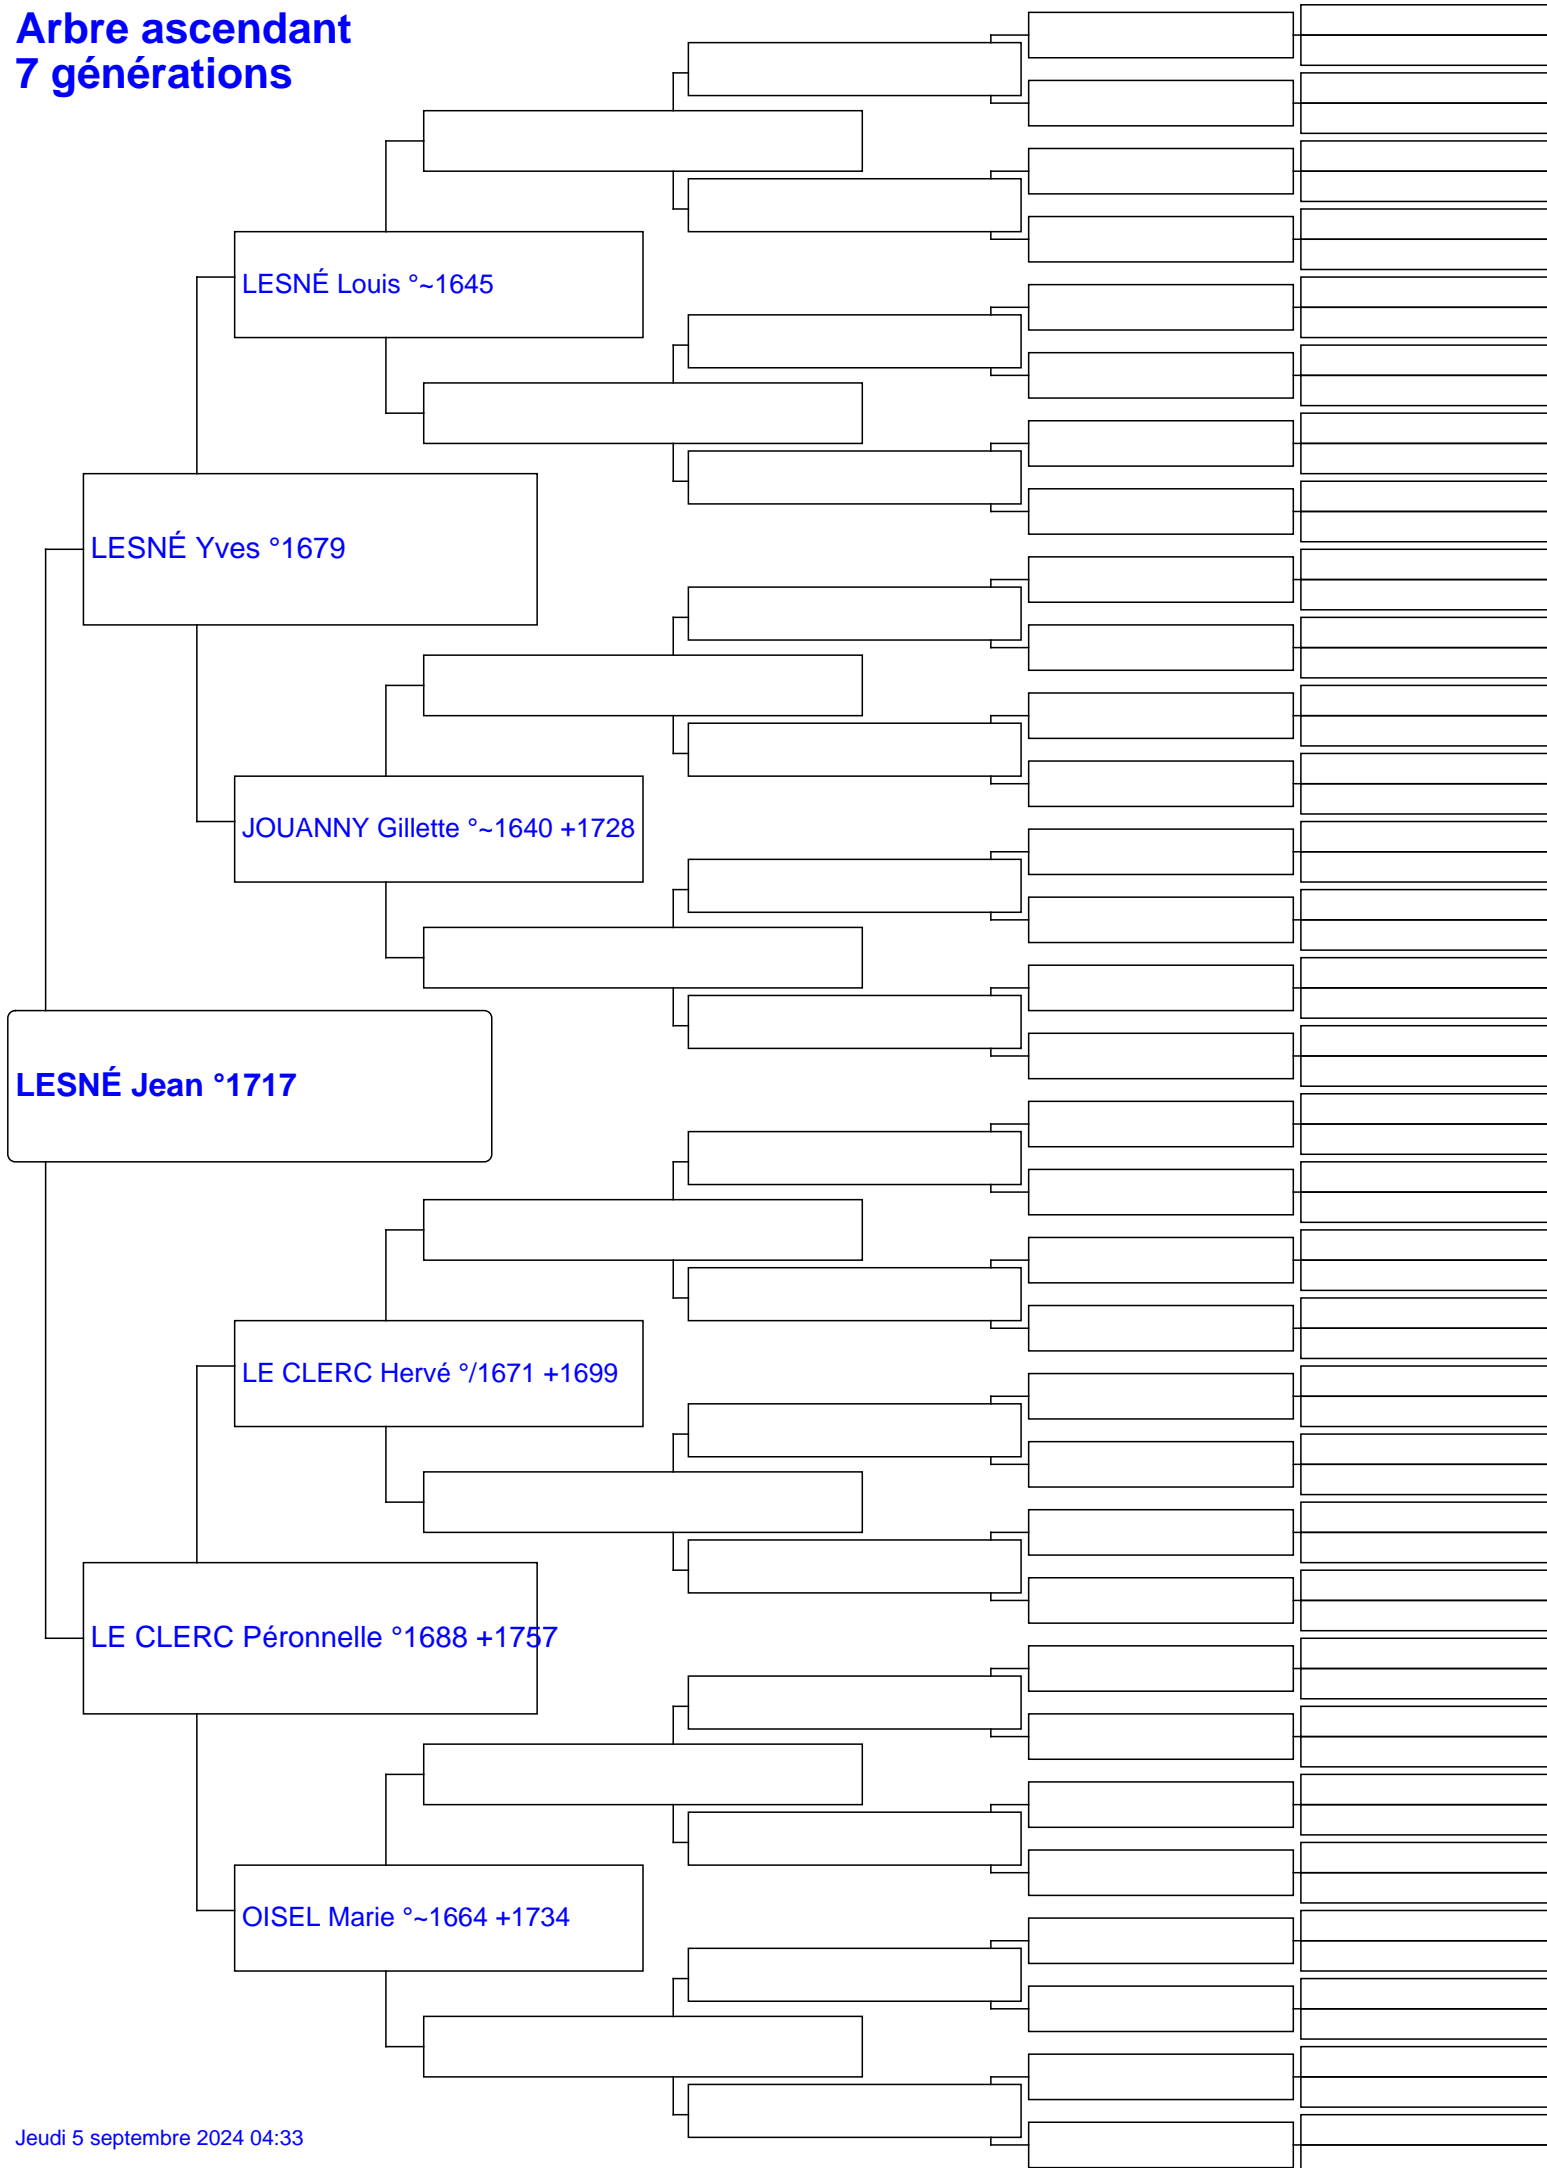 Arbre ascendant
7 générations
LESNÉ Louis °~1645
LESNÉ Yves °1679
JOUANNY Gillette °~1640 +1728
LESNÉ Jean °1717
LE CLERC Hervé °/1671 +1699
LE CLERC Péronnelle °1688 +1757
OISEL Marie °~1664 +1734
Jeudi 5 septembre 2024 04:33